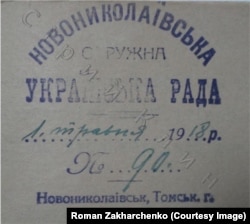 НОВОНИКОЛАЇВСЬКА
ОКРУЖНА
УКРАЇНСЬКА РАДА
1. травня 1918 р.
№ 90
Новониколаївськ, Томськ. г.
Roman Zakharchenko (Courtesy Image)